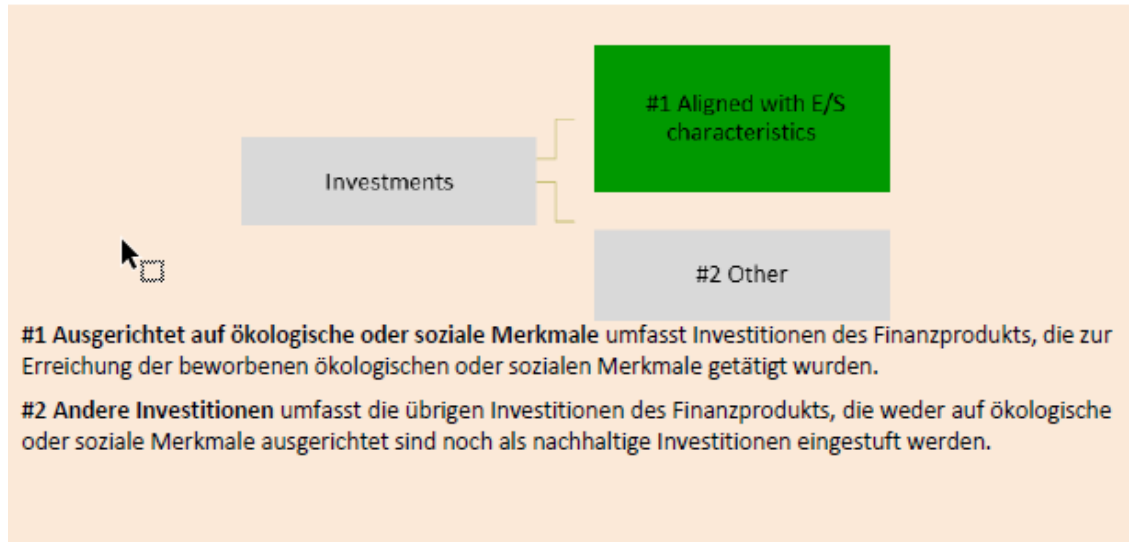 #1 Aligned with E/S
characteristics
Investments
#2 Other
#1 Ausgerichtet auf ökologische oder soziale Merkmale umfasst Investitionen des Finanzprodukts, die zur
Erreichung der beworbenen ökologischen oder sozialen Merkmale getätigt wurden.
#2 Andere Investitionen umfasst die übrigen Investitionen des Finanzprodukts, die weder auf ökologische
oder soziale Merkmale ausgerichtet sind noch als nachhaltige Investitionen eingestuft werden.